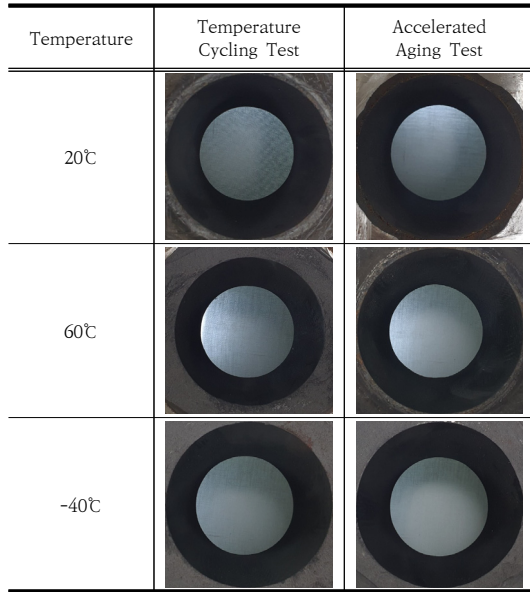 Temperature
Temperature
Cycling Test
Accelerated
Aging Test
20℃
60℃
-40℃